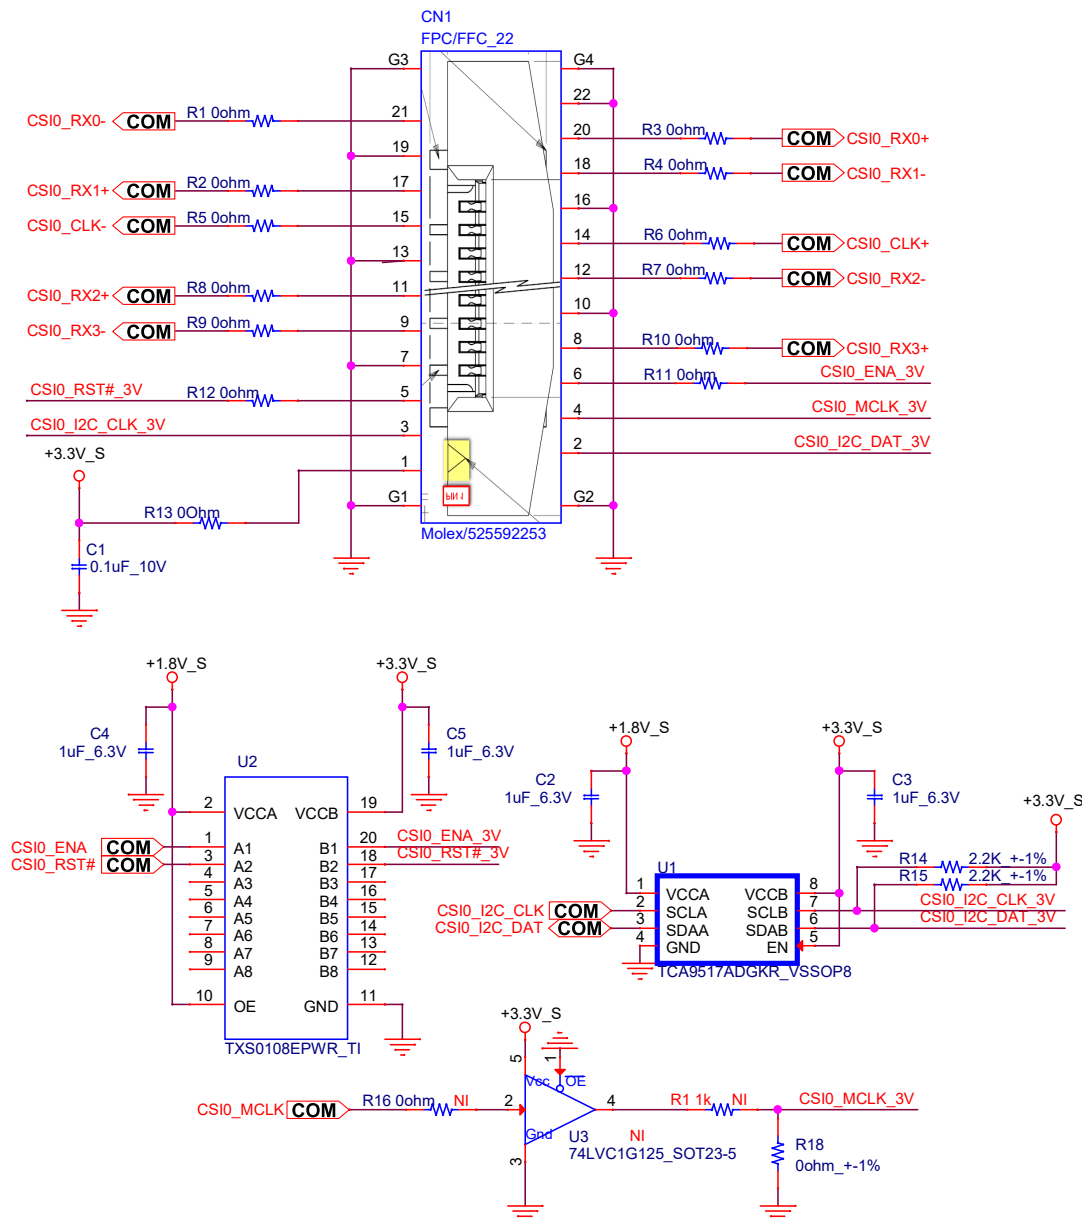 CN1
FPC/FFC_22
G3
G4
22
CSI0_RX0-
COM
R1 0ohm
21
20
R3 0ohm
COM
CSI0_RX0+
19
18
R4 0ohm
COM
CSI0_RX1-
CSI0_RX1+
COM
R2 0ohm
17
16
CSI0_CLK-
COM
R5 0ohm
15
14
R6 0ohm
COM
CSI0_CLK+
13
12
R7 0ohm
COM
CSI0_RX2-
CSI0_RX2+
COM
R8 0ohm
11
10
CSI0_RX3-
COM
R9 0ohm
9
8
R10 0ohm
COM
CSI0_RX3+
7
6
R11 0ohm
CSI0_ENA_3V
CSI0_RST#_3V
R12 0ohm
5
4
CSI0_MCLK_3V
CSI0_I2C_CLK_3V
3
2
CSI0_I2C_DAT_3V
+3.3V_S
1
PIN 1
G1
G2
R13 0Ohm
Molex/525592253
C1
0.1uF_10V
+1.8V_S
+3.3V_S
C4
1uF_6.3V
C5
1uF_6.3V
U2
2
VCCA
VCCB
19
CSI0_ENA
COM
1
A1
B1
20
CSI0_ENA_3V
CSI0_RST#
COM
3
A2
B2
18
CSI0_RST#_3V
4
A3
B3
17
5
A4
B4
16
6
A5
B5
15
7
A6
B6
14
8
A7
B7
13
9
A8
B8
12
10
OE
GND
11
TXS0108EPWR_TI
+1.8V_S
+3.3V_S
C2
1uF_6.3V
C3
1uF_6.3V
+3.3V_S
U1
R14
2.2K_+-1%
R15
2.2K_+-1%
1
VCCA
VCCB
8
CSI0_I2C_CLK
COM
2
SCLA
SCLB
7
CSI0_I2C_CLK_3V
CSI0_I2C_DAT
COM
3
SDAA
SDAB
6
CSI0_I2C_DAT_3V
4
GND
EN
5
TCA9517ADGKR_VSSOP8
+3.3V_S
5
1
Vcc
OE
CSI0_MCLK
COM
R16 0ohm
NI
2
4
R1 1k
NI
CSI0_MCLK_3V
Gnd
3
U3
NI
74LVC1G125_SOT23-5
R18
0ohm_+-1%